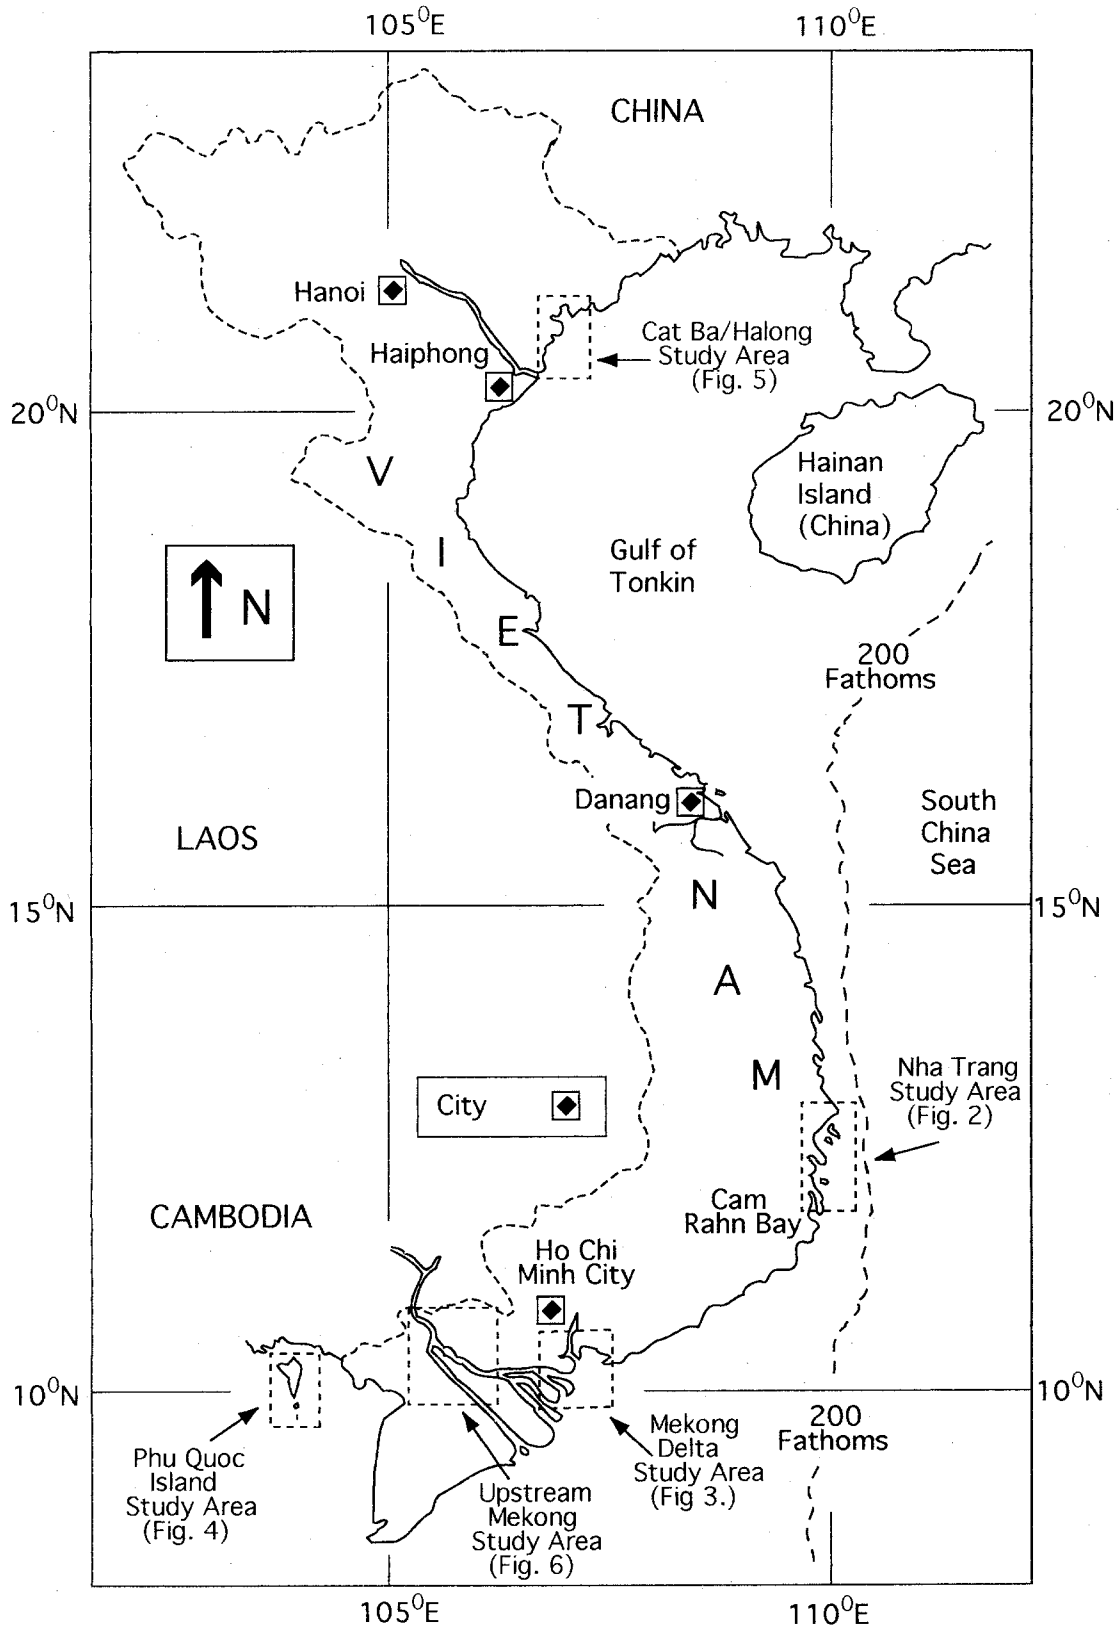 105⁰E
110⁰E
CHINA
Hanoi
Haiphong
Cat Ba/Halong
Study Area
(Fig. 5)
20⁰N
20⁰N
V
I
E
T
N
A
M
Hainan
Island
(China)
Gulf of
Tonkin
N
200
Fathoms
Danang
South
China
Sea
LAOS
15⁰N
15⁰N
Nha Trang
Study Area
(Fig. 2)
City
Cam
Rahn Bay
CAMBODIA
Ho Chi
Minh City
10⁰N
10⁰N
200
Fathoms
Mekong
Delta
Study Area
(Fig 3.)
Phu Quoc
Island
Study Area
(Fig. 4)
Upstream
Mekong
Study Area
(Fig. 6)
105⁰E
110⁰E